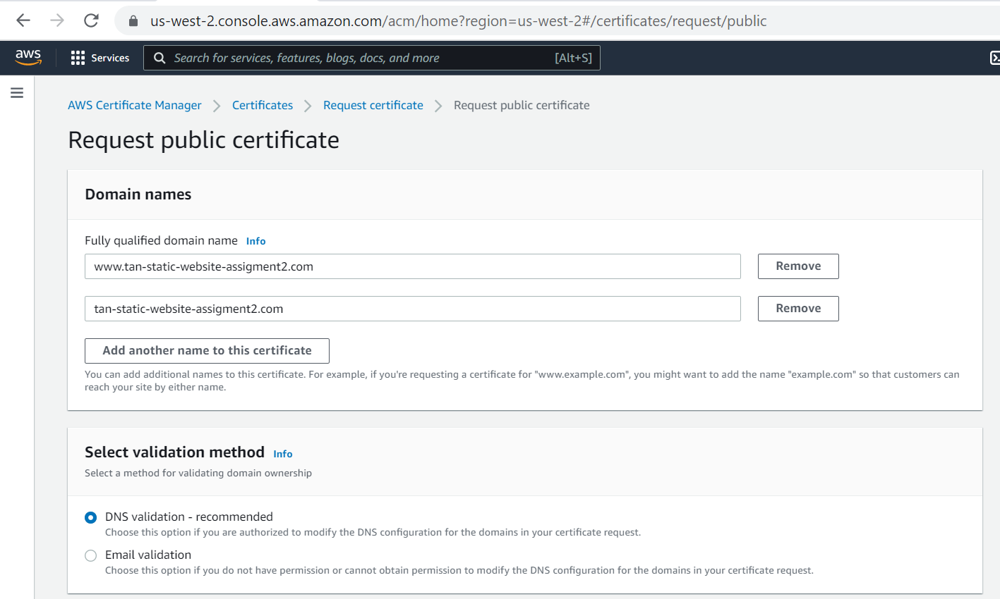 us-west-2.console.aws.amazon.com/acm/home?region=us-west-2#/certificates/request/public
aws Services Search for services, features, blogs, docs, and more [Alt+S]
AWS Certificate Manager Certificates Request certificate Request public certificate
Request public certificate
Domain names
Fully qualified domain name Info
www.tan-static-website-assigment2.com Remove
tan-static-website-assigment2.com Remove
Add another name to this certificate
You can add additional names to this certificate. For example, if you're requesting a certificate for "www.example.com", you might want to add the name "example.com" so that customers can
reach your site by either name.
Select validation method Info
Select a method for validating domain ownership
DNS validation - recommended
Choose this option if you are authorized to modify the DNS configuration for the domains in your certificate request.
Email validation
Choose this option if you do not have permission or cannot obtain permission to modify the DNS configuration for the domains in your certificate request.